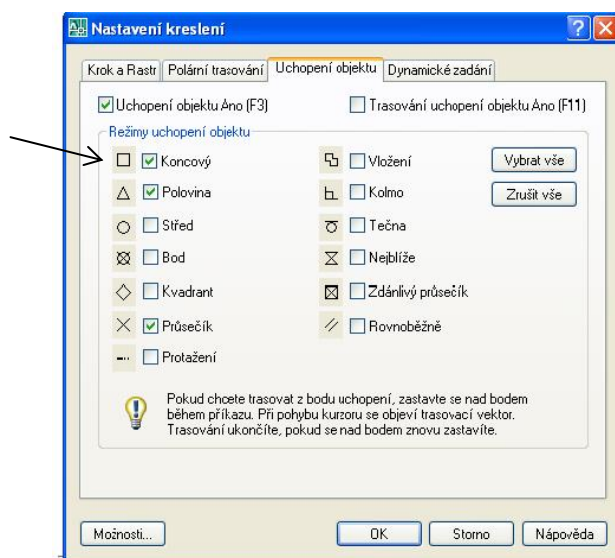 Nastavení kreslení
Krok a Rastr Polární trasování Uchopení objektu Dynamické zadání
Uchopení objektu Ano (F3) Trasování uchopení objektu Ano (F11)
Režimy uchopení objektu
Koncový Vložení Vybrat vše
Polovina Kolmo Zrušit vše
Střed Tečna
Bod Nejblíže
Kvadrant Zdánlivý průsečík
Průsečík Rovnoběžně
Protažení
Pokud chcete trasovat z bodu uchopení, zastavte se nad bodem
během příkazu. Při pohybu kurzoru se objeví trasovací vektor.
Trasování ukončíte, pokud se nad bodem znovu zastavíte.
Možnosti... OK Storno Nápověda